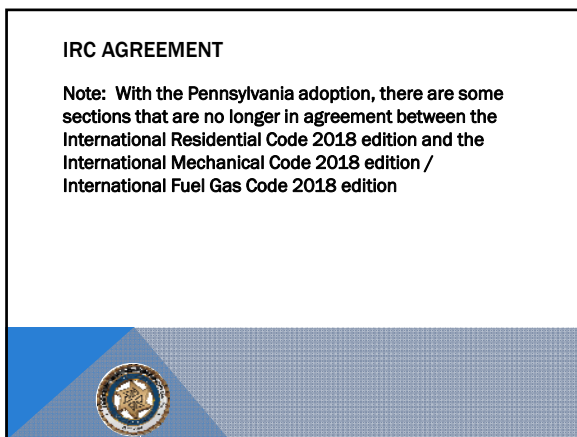 IRC AGREEMENT
Note:  With the Pennsylvania adoption, there are some
sections that are no longer in agreement between the
International Residential Code 2018 edition and the
International Mechanical Code 2018 edition /
International Fuel Gas Code 2018 edition